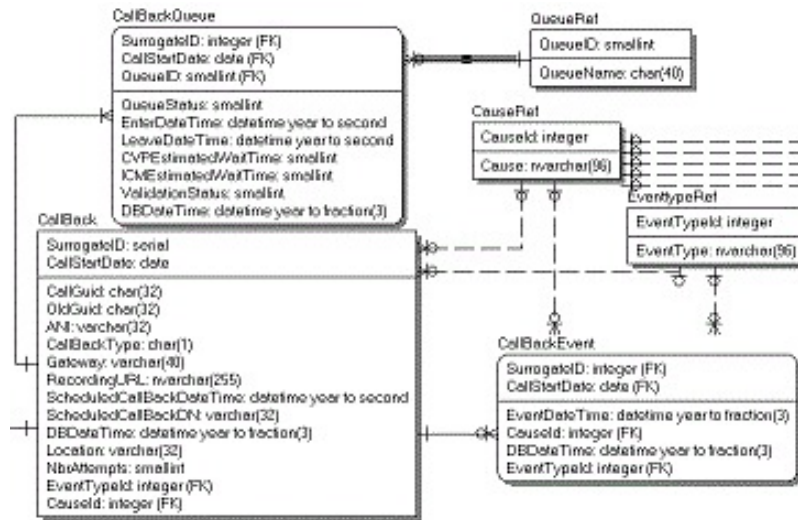 CallBackQueue
SurrogateID: integer (FK)
CallStartDate: date (FK)
QueueID: smallint (FK)
QueueStatus: smallint
EnterDateTime: datetime year to second
LeaveDateTime: datetime year to second
CVPEstimatedWaitTime: smallint
ICMEstimatedWaitTime: smallint
ValidationStatus: smallint
DBDateTime: datetime year to fraction(3)
QueueRef
QueueID: smallint
QueueName: char(40)
CauseRef
CauseId: integer
Cause: nvarchar(96)
EventtypeRef
EventTypeId: integer
EventType: nvarchar(96)
CallBack
SurrogateID: serial
CallStartDate: date
CallGuid: char(32)
OldGuid: char(32)
ANI: varchar(32)
CallBackType: char(1)
Gateway: varchar(40)
RecordingURL: nvarchar(255)
ScheduledCallBackDateTime: datetime year to second
ScheduledCallBackDN: varchar(32)
DBDateTime: datetime year to fraction(3)
Location: varchar(32)
NbrAttempts: smallint
EventTypeId: integer (FK)
CauseId: integer (FK)
CallBackEvent
SurrogateID: integer (FK)
CallStartDate: date (FK)
EventDateTime: datetime year to fraction(3)
CauseId: integer (FK)
DBDateTime: datetime year to fraction(3)
EventTypeId: integer (FK)